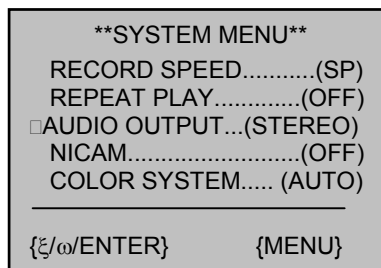 **SYSTEM MENU**
RECORD SPEED...........(SP)
REPEAT PLAY.............(OFF)
□AUDIO OUTPUT...(STEREO)
NICAM..........................(OFF)
COLOR SYSTEM..... (AUTO)
{ξ/ω/ENTER} {MENU}